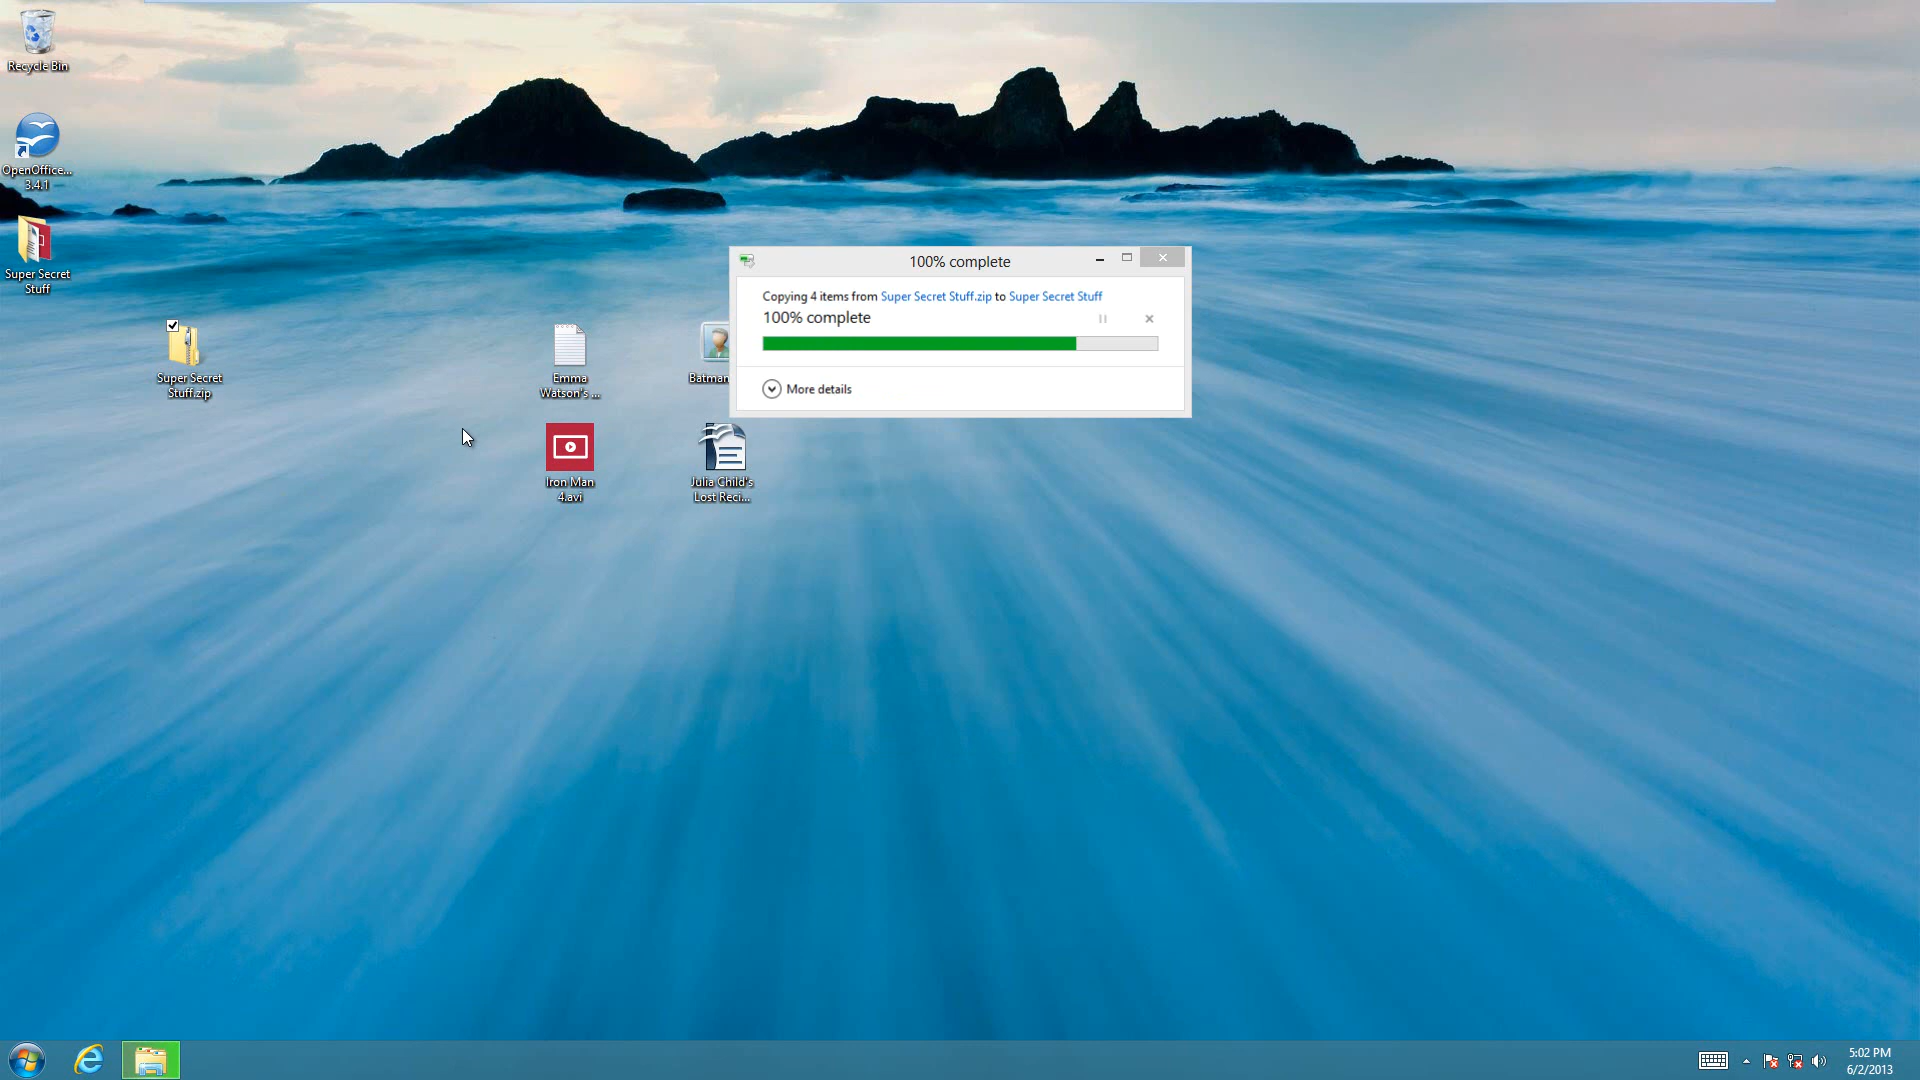 Recycle Bin
OpenOffice...
3.4.1
Super Secret
Stuff
Super Secret
Stuff.zip
Emma
Watson's ...
Batman
Iron Man
4.avi
Julia Child's
Lost Reci...
100% complete
Copying 4 items from Super Secret Stuff.zip to Super Secret Stuff
100% complete
More details
5:02 PM
6/2/2013